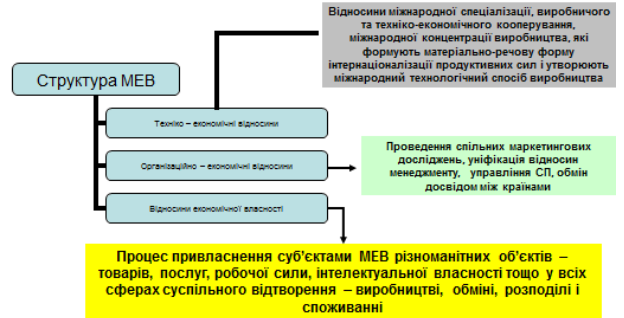 Відносини міжнародної спеціалізації, виробничого
та техніко-економічного кооперування,
міжнародної концентрації виробництва, які
формують матеріально-речову форму
інтернаціоналізації продуктивних сил і утворюють
міжнародний технологічний спосіб виробництва
Структура МЕВ
Техніко – економічні відносини
Організаційно – економічні відносини
Проведення спільних маркетингових
досліджень, уніфікація відносин
менеджменту, управління СП, обмін
досвідом між країнами
Відносини економічної власності
Процес привласнення суб’єктами МЕВ різноманітних об’єктів –
товарів, послуг, робочої сили, інтелектуальної власності тощо у всіх
сферах суспільного відтворення – виробництві, обміні, розподілі і
споживанні